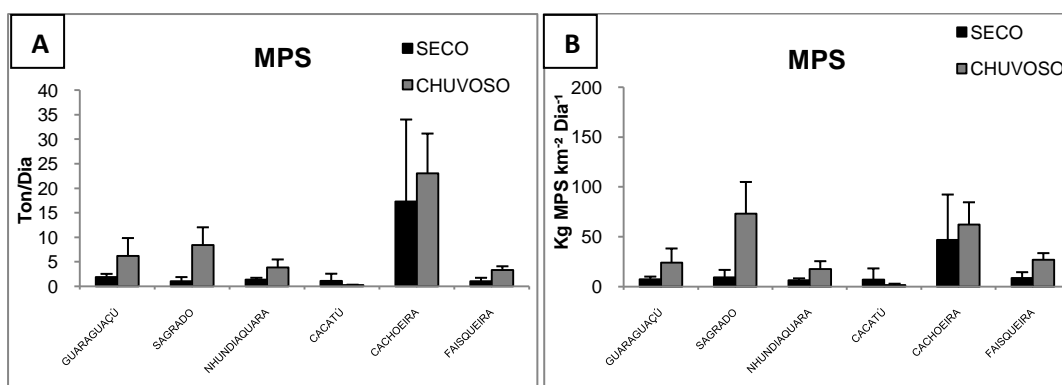 A
MPS
SECO
CHUVOSO
Ton/Dia
40
35
30
25
20
15
10
5
0
GUARAGUAÇÚ
SAGRADO
NHUNDIAQUARA
CACATÚ
CACHOEIRA
FAISQUEIRA
B
MPS
SECO
CHUVOSO
Kg MPS km⁻² Dia⁻¹
200
150
100
50
0
GUARAGUAÇÚ
SAGRADO
NHUNDIAQUARA
CACATÚ
CACHOEIRA
FAISQUEIRA